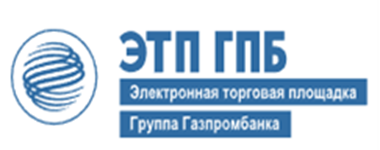 ЭТП ГПБ
Электронная торговая площадка
Группа Газпромбанка